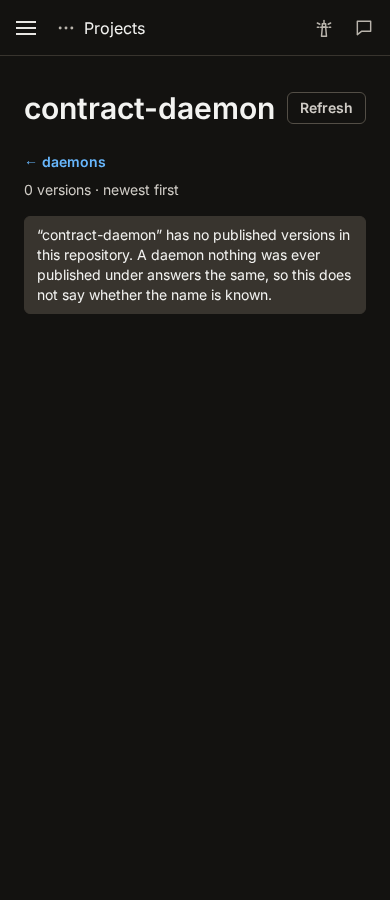 Projects
contract-daemon
Refresh
← daemons
0 versions · newest first
“contract-daemon” has no published versions in
this repository. A daemon nothing was ever
published under answers the same, so this does
not say whether the name is known.